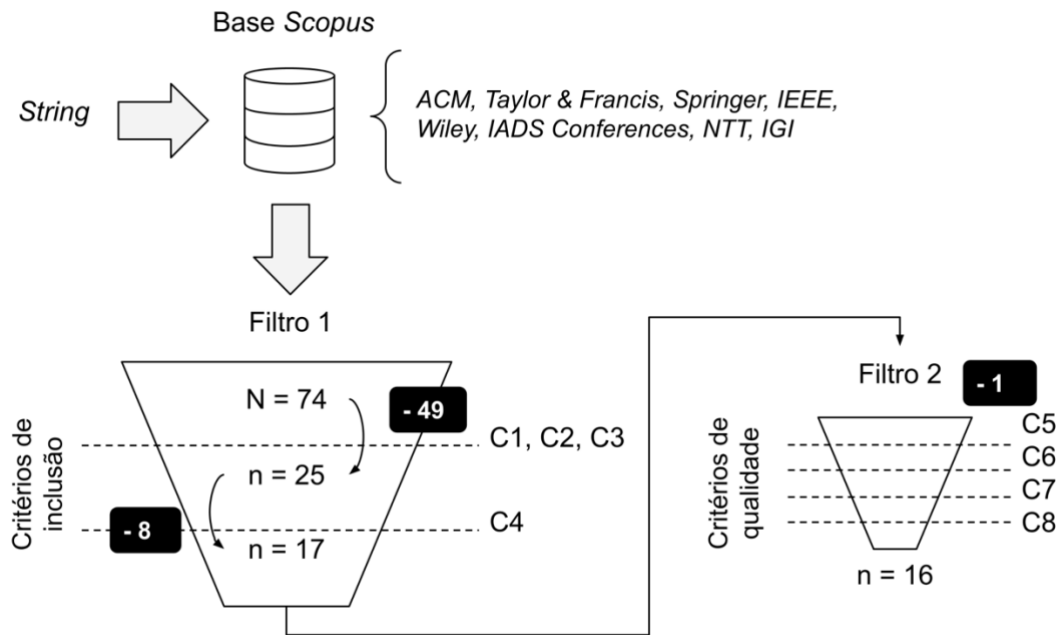 Base Scopus
String
ACM, Taylor & Francis, Springer, IEEE,
Wiley, IADS Conferences, NTT, IGI
Filtro 1
Critérios de
inclusão
N = 74
- 49
C1, C2, C3
n = 25
- 8
C4
n = 17
Filtro 2
- 1
Critérios de
qualidade
C5
C6
C7
C8
n = 16